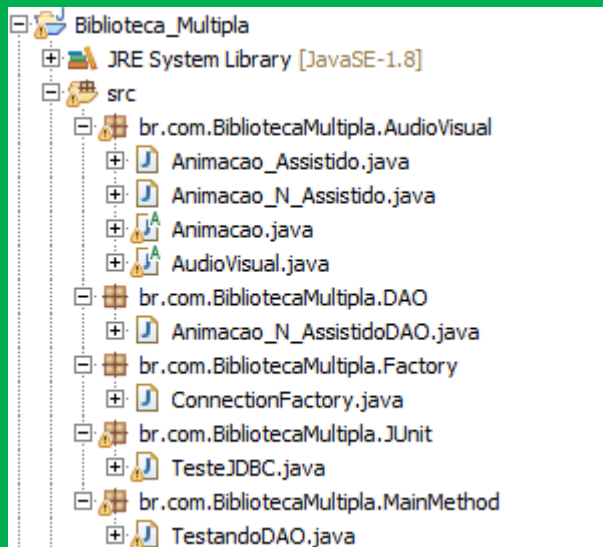 Biblioteca_Multipla
JRE System Library [JavaSE-1.8]
src
br.com.BibliotecaMultipla.AudioVisual
Animacao_Assistido.java
Animacao_N_Assistido.java
Animacao.java
AudioVisual.java
br.com.BibliotecaMultipla.DAO
Animacao_N_AssistidoDAO.java
br.com.BibliotecaMultipla.Factory
ConnectionFactory.java
br.com.BibliotecaMultipla.JUnit
TesteJDBC.java
br.com.BibliotecaMultipla.MainMethod
TestandoDAO.java